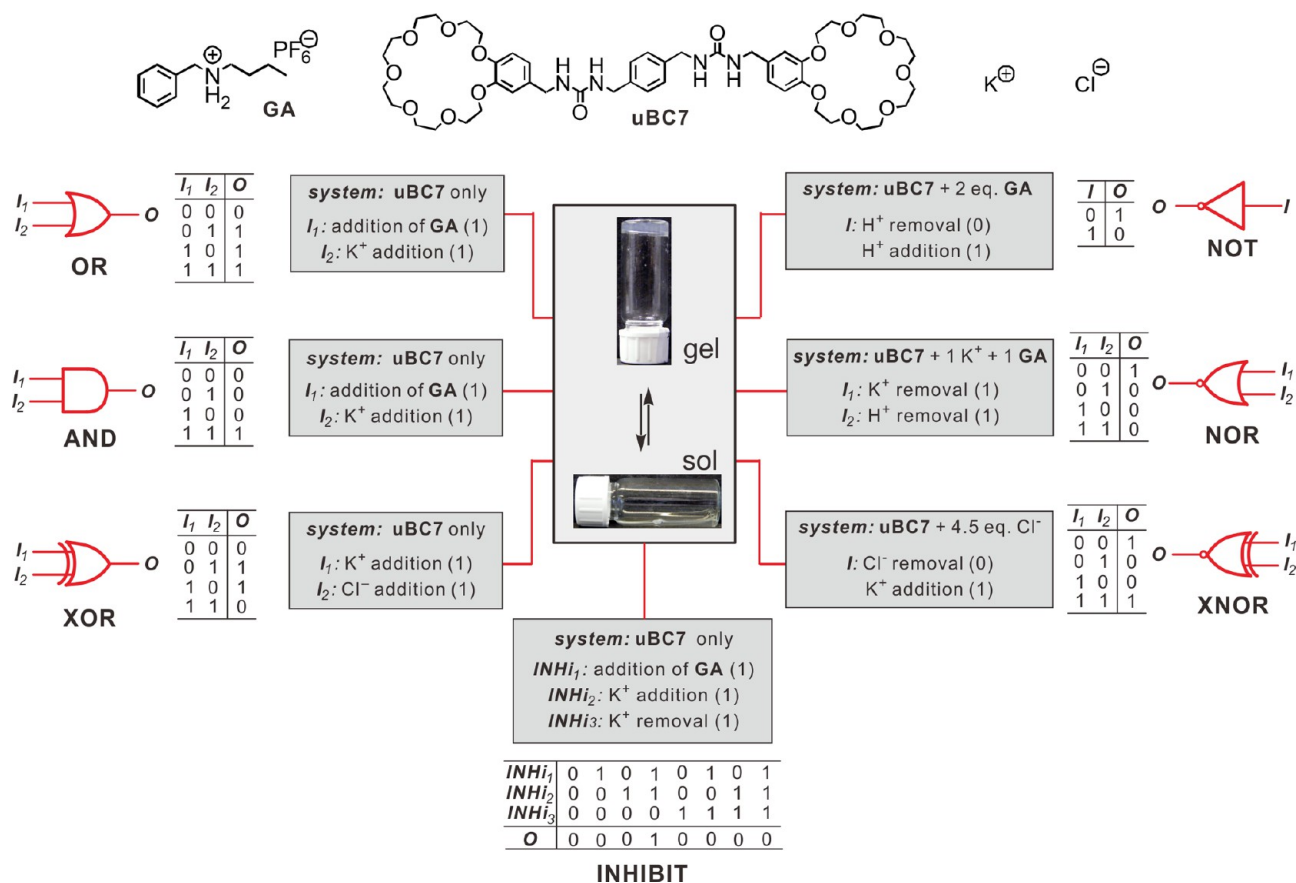 PF6⊖
⊕
N
H2
GA
O O O O O O O
N H N H O
N H N H O
O O O O O O O
uBC7
K⊕ Cl⊖
I1 I2 O
I1 I2 O
0 0 0
0 1 1
1 0 1
1 1 1
OR
system: uBC7 only
I1: addition of GA (1)
I2: K+ addition (1)
system: uBC7 + 2 eq. GA
I: H+ removal (0)
H+ addition (1)
I O
0 1
1 0
O I
NOT
gel
sol
I1 I2 O
I1 I2 O
0 0 0
0 1 0
1 0 0
1 1 1
AND
system: uBC7 only
I1: addition of GA (1)
I2: K+ addition (1)
system: uBC7 + 1 K+ + 1 GA
I1: K+ removal (1)
I2: H+ removal (1)
I1 I2 O
0 0 1
0 1 0
1 0 0
1 1 0
O I1 I2
NOR
I1 I2 O
I1 I2 O
0 0 0
0 1 1
1 0 1
1 1 0
XOR
system: uBC7 only
I1: K+ addition (1)
I2: Cl− addition (1)
system: uBC7 + 4.5 eq. Cl-
I: Cl- removal (0)
K+ addition (1)
I1 I2 O
0 0 1
0 1 0
1 0 0
1 1 1
O I1 I2
XNOR
system: uBC7 only
INHi1: addition of GA (1)
INHi2: K+ addition (1)
INHi3: K+ removal (1)
INHi1 0 1 0 1 0 1 0 1
INHi2 0 0 1 1 0 0 1 1
INHi3 0 0 0 0 1 1 1 1
O 0 0 0 1 0 0 0 0
INHIBIT